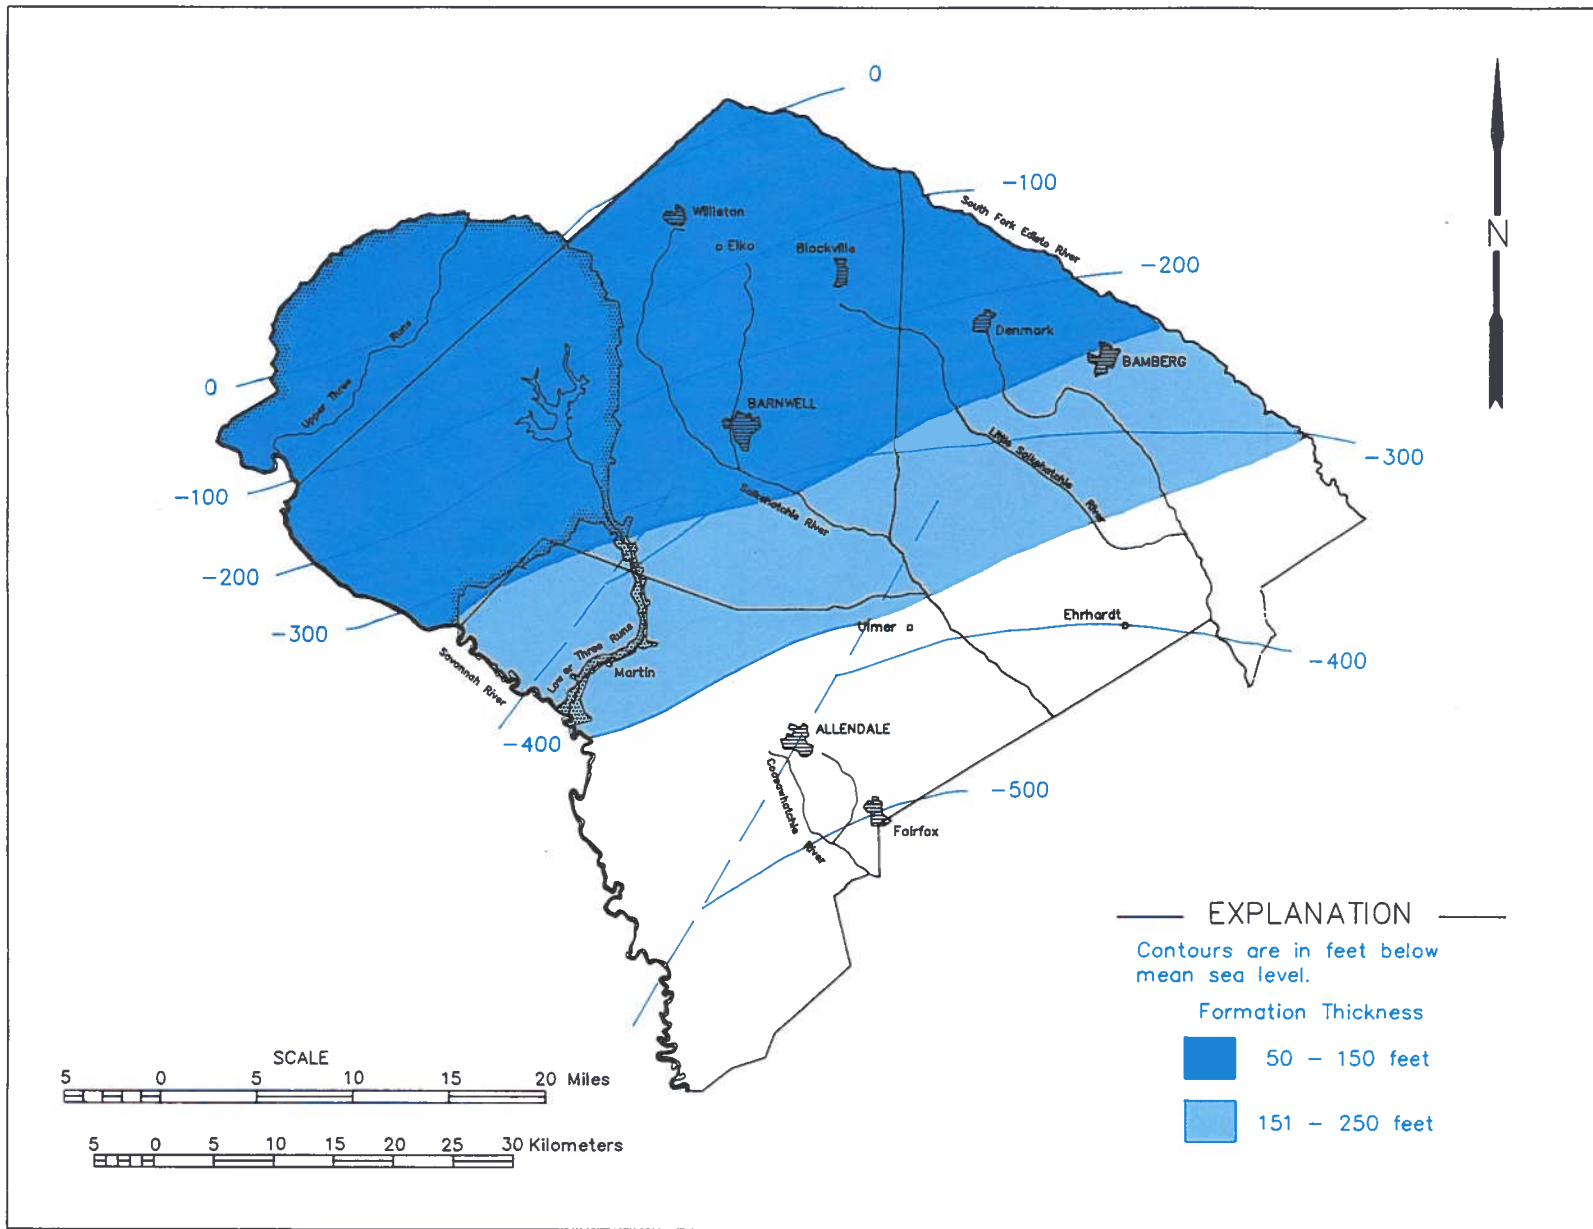 0
-100
South Fork Edisto River
-200
Williston
Elko
Blackville
Denmark
BAMBERG
Upper Three Runs
0
BARNWELL
-100
-300
Little Salkehatchie River
Salkehatchie River
-200
-300
Savannah River
Lower Three Runs
Martin
Ulmer
Ehrhardt
-400
-400
ALLENDALE
Coosawhatchie River
-500
Fairfax
N
EXPLANATION
Contours are in feet below
mean sea level.
Formation Thickness
50 - 150 feet
151 - 250 feet
SCALE
5 0 5 10 15 20 Miles
5 0 5 10 15 20 25 30 Kilometers